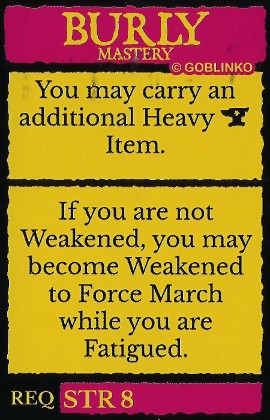 BURLY
MASTERY
© GOBLINKO
You may carry an
additional Heavy
Item.
If you are not
Weakened, you may
become Weakened
to Force March
while you are
Fatigued.
REQ STR 8